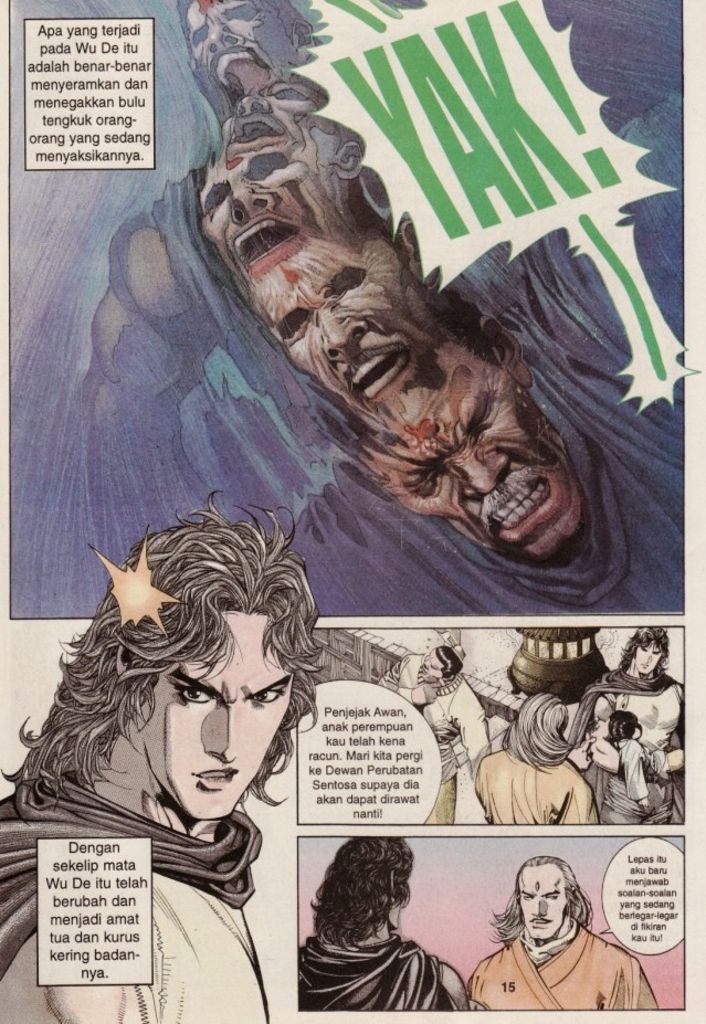 Apa yang terjadi
pada Wu De itu
adalah benar-benar
menyeramkan dan
menegakkan bulu
tengkuk orang-
orang yang sedang
menyaksikannya.
YAK!
Dengan
sekelip mata
Wu De itu telah
berubah dan
menjadi amat
tua dan kurus
kering badan-
nya.
Penjejak Awan,
anak perempuan
kau telah kena
racun. Mari kita pergi
ke Dewan Perubatan
Sentosa supaya dia
akan dapat dirawat
nanti!
Lepas itu
aku baru
menjawab
soalan-soalan
yang sedang
berlegar-legar
di fikiran
kau itu!
15